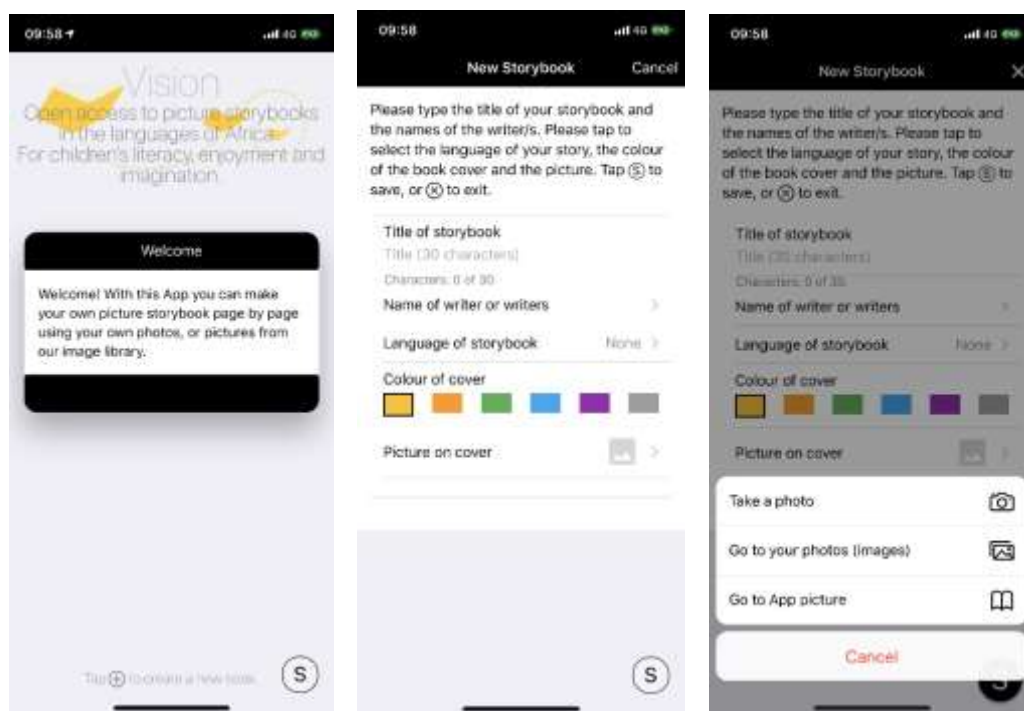 09:58
4G
Vision
Open access to picture storybooks
in the languages of Africa
For children's literacy, enjoyment and
imagination
Welcome
Welcome! With this App you can make
your own picture storybook page by page
using your own photos, or pictures from
our image library.
Tap to create a new book
S
09:58
4G
New Storybook
Cancel
Please type the title of your storybook and
the names of the writer/s. Please tap to
select the language of your story, the colour
of the book cover and the picture. Tap Ⓢ to
save, or ⓧ to exit.
Title of storybook
Title (30 characters)
Characters: 0 of 30
Name of writer or writers
Language of storybook None
Colour of cover
Picture on cover
S
09:58
4G
New Storybook
Please type the title of your storybook and
the names of the writer/s. Please tap to
select the language of your story, the colour
of the book cover and the picture. Tap Ⓢ to
save, or ⓧ to exit.
Title of storybook
Title (30 characters)
Characters: 0 of 30
Name of writer or writers
Language of storybook None
Colour of cover
Picture on cover
Take a photo
Go to your photos (images)
Go to App picture
Cancel
S